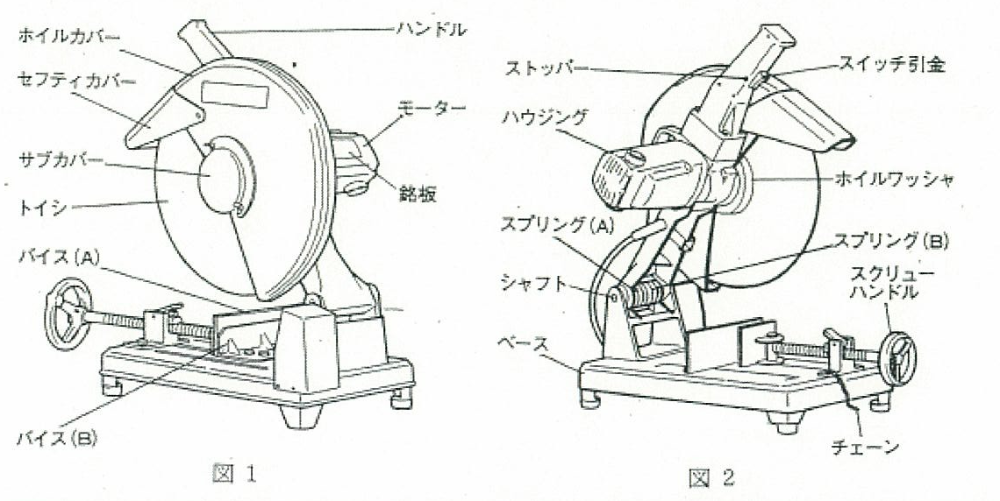 ハンドル
ホイルカバー
セフティカバー
モーター
サブカバー
銘板
トイシ
バイス(A)
バイス(B)
図 1
ストッパー
スイッチ引金
ハウジング
ホイルワッシャ
スプリング(A)
スプリング(B)
シャフト
スクリュー
ハンドル
ベース
チェーン
図 2